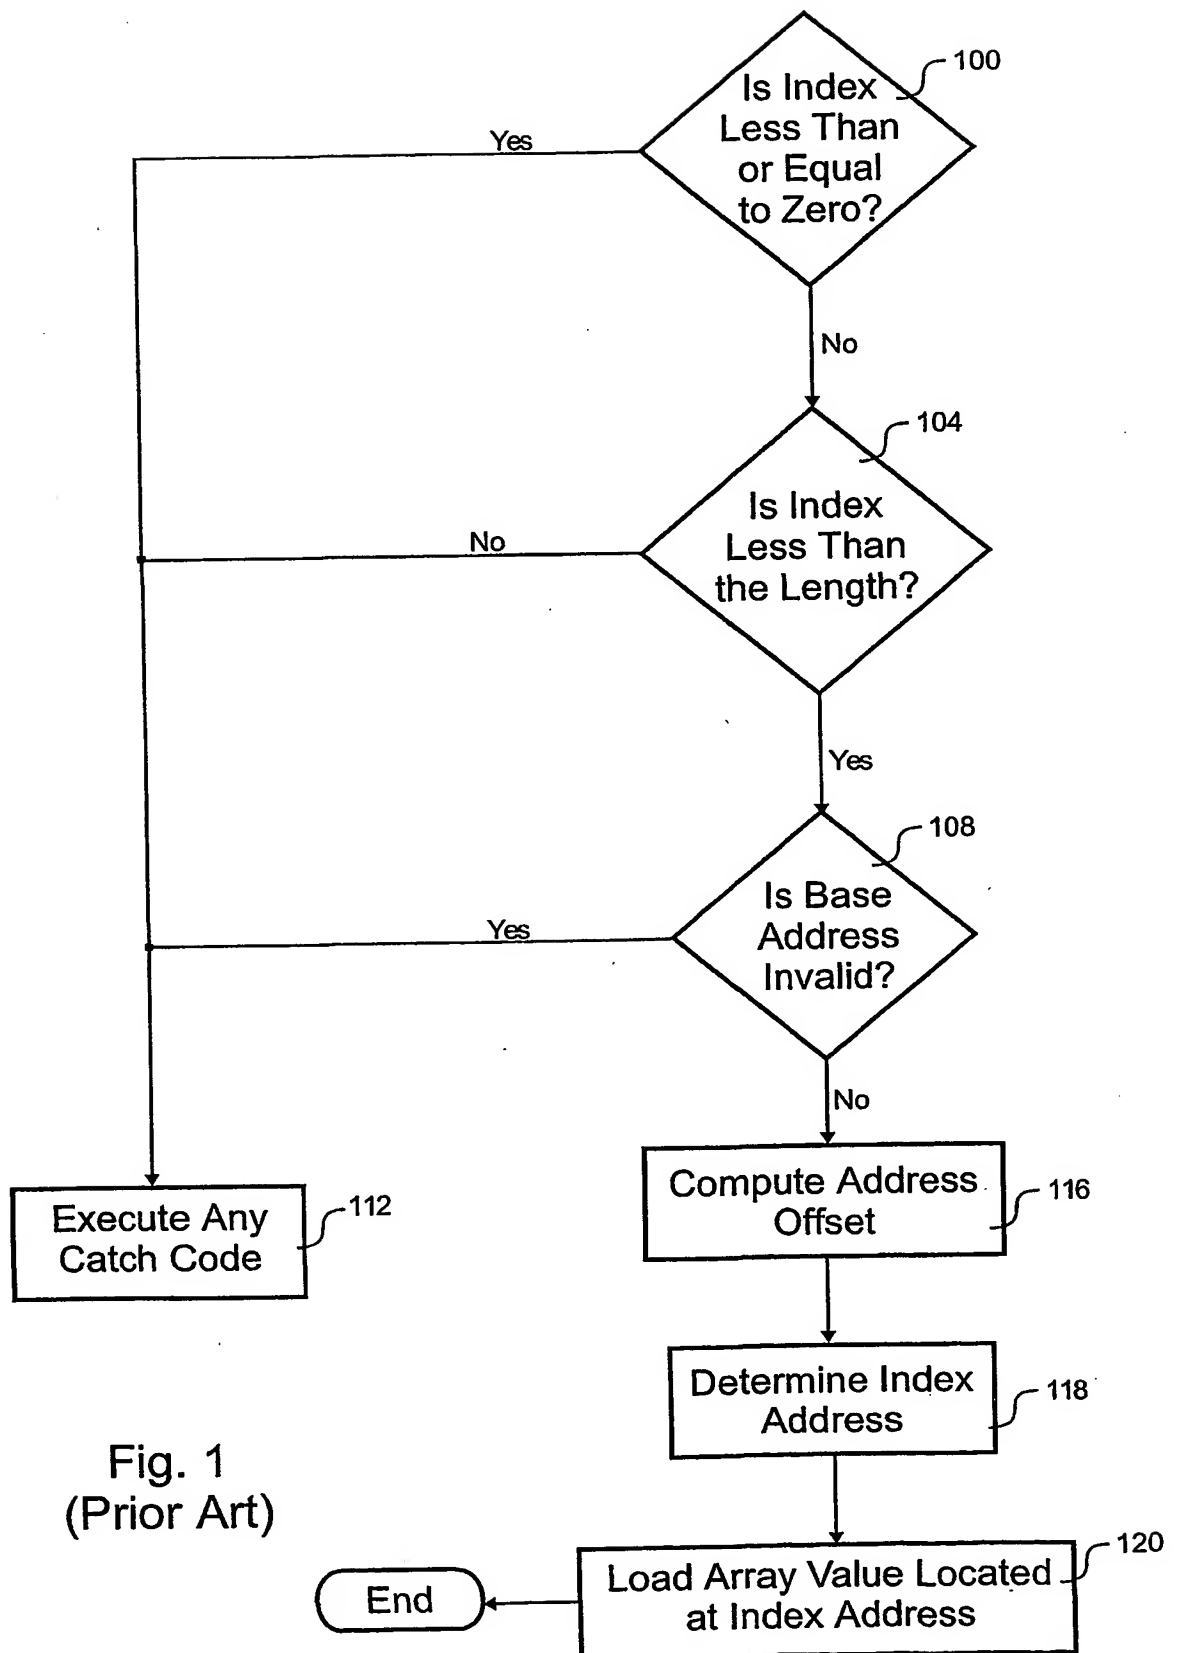 100
Is Index
Less Than
or Equal
to Zero?
Yes
No
104
Is Index
Less Than
the Length?
No
Yes
108
Is Base
Address
Invalid?
Yes
No
Compute Address
Offset
116
Execute Any
Catch Code
112
Determine Index
Address
118
Fig. 1
(Prior Art)
Load Array Value Located
at Index Address
120
End